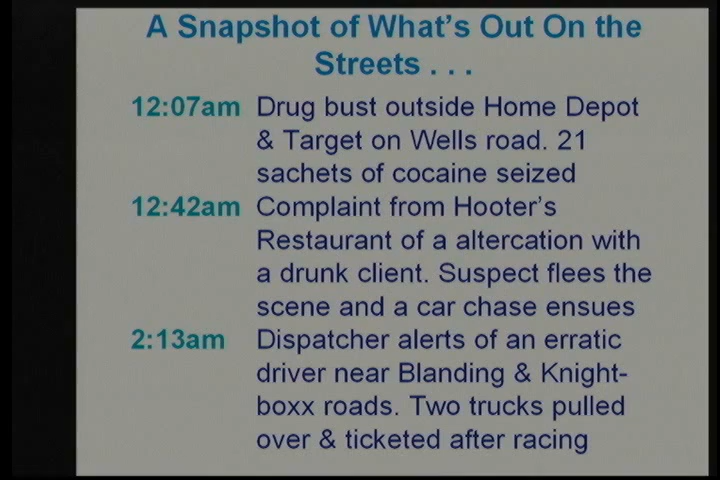 A Snapshot of What's Out On the
Streets . . .
12:07am Drug bust outside Home Depot
& Target on Wells road. 21
sachets of cocaine seized
12:42am Complaint from Hooter's
Restaurant of a altercation with
a drunk client. Suspect flees the
scene and a car chase ensues
2:13am Dispatcher alerts of an erratic
driver near Blanding & Knight-
boxx roads. Two trucks pulled
over & ticketed after racing